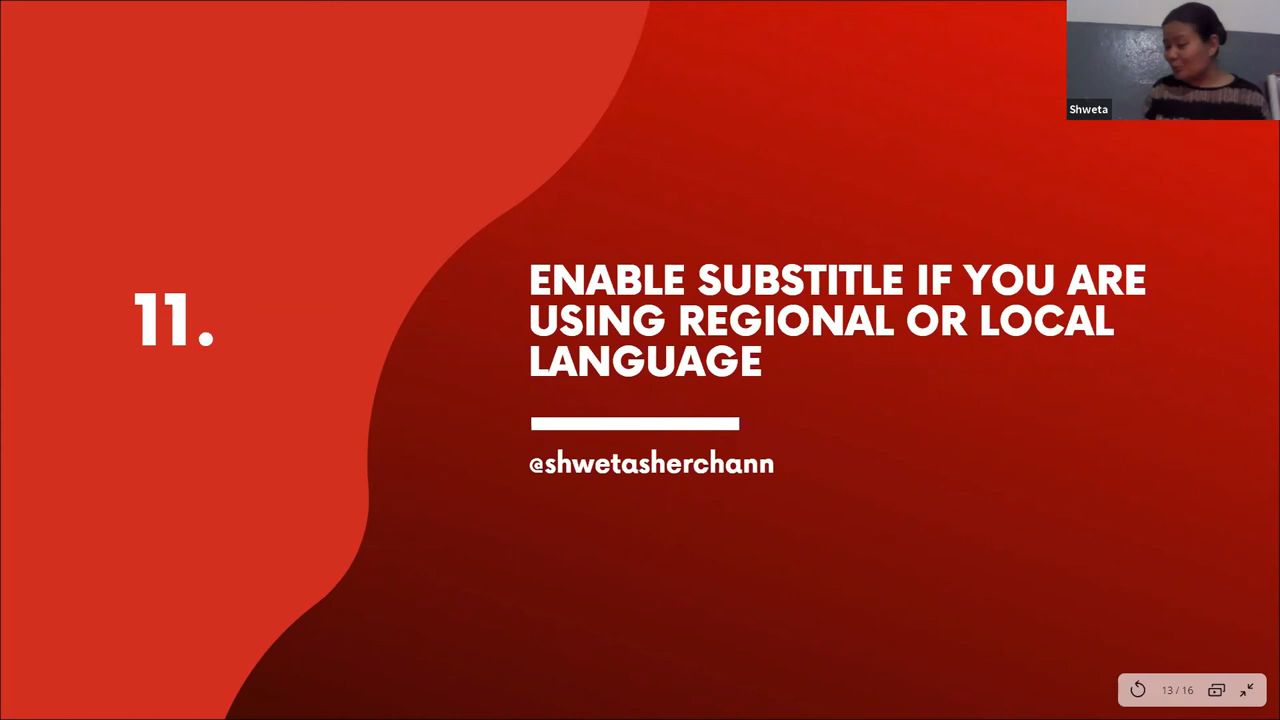 Shweta
11.
ENABLE SUBSTITLE IF YOU ARE
USING REGIONAL OR LOCAL
LANGUAGE
@shwetasherchann
13 / 16